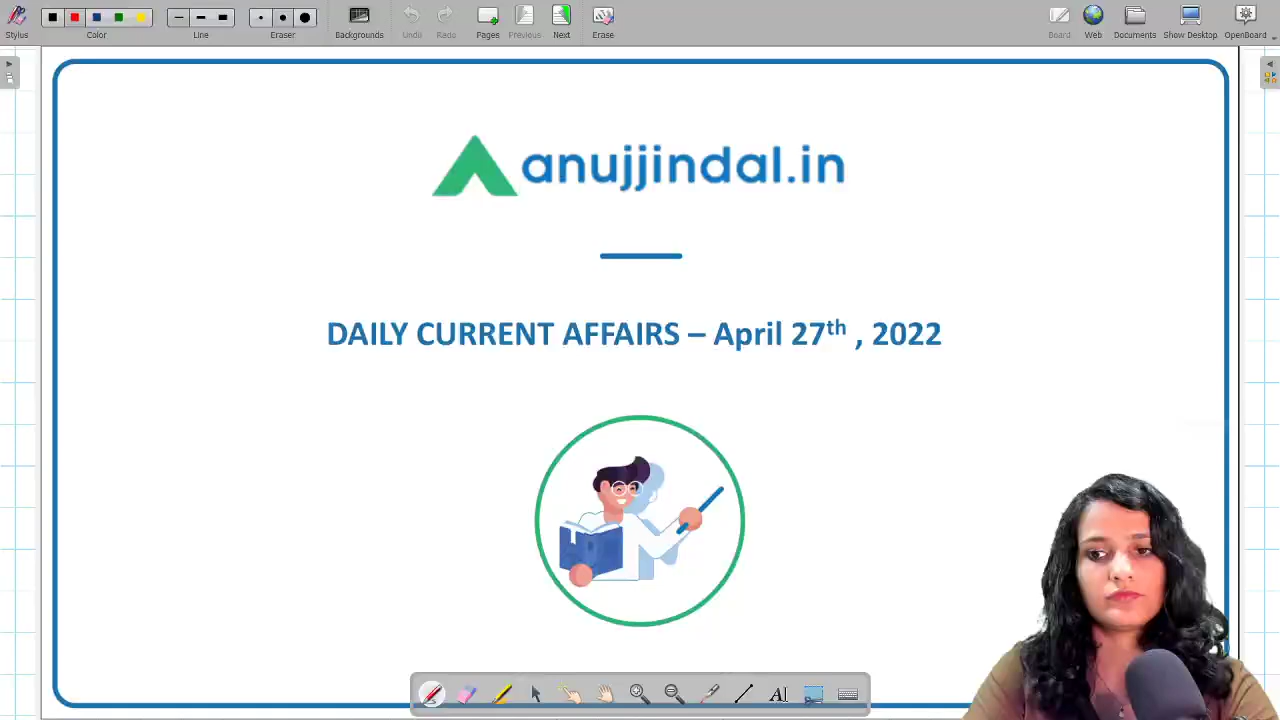 Stylus
Color
Line
Eraser
Backgrounds
Undo
Redo
Pages
Previous
Next
Erase
Board
Web
Documents
Show Desktop
OpenBoard
anujjindal.in
DAILY CURRENT AFFAIRS – April 27th , 2022
AI